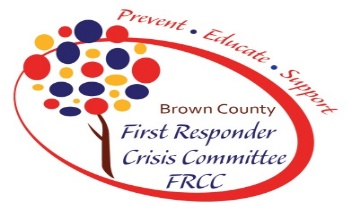 Prevent • Educate • Support
Brown County
First Responder
Crisis Committee
FRCC